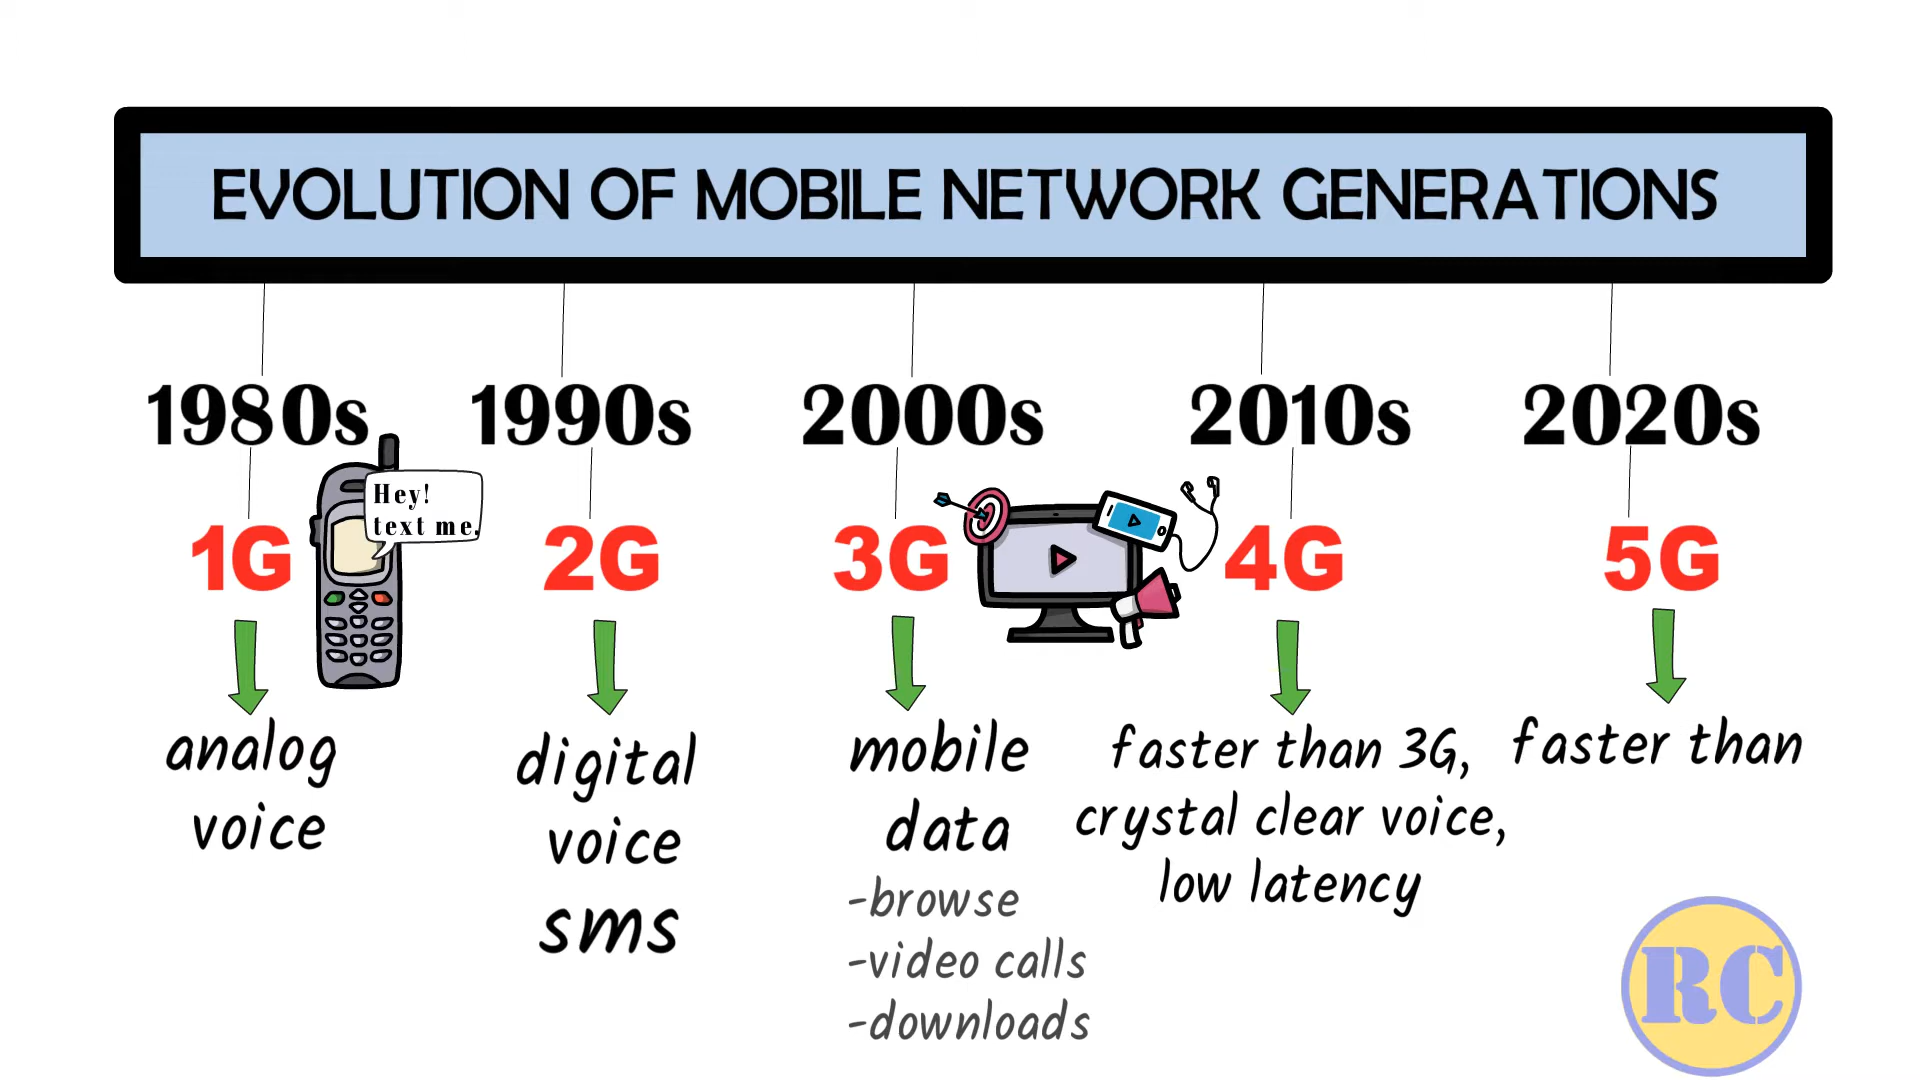 EVOLUTION OF MOBILE NETWORK GENERATIONS
1980s
1990s
2000s
2010s
2020s
Hey!
text me.
1G
2G
3G
4G
5G
analog
voice
digital
voice
sms
mobile
data
-browse
-video calls
-downloads
faster than 3G,
crystal clear voice,
low latency
faster than
RC